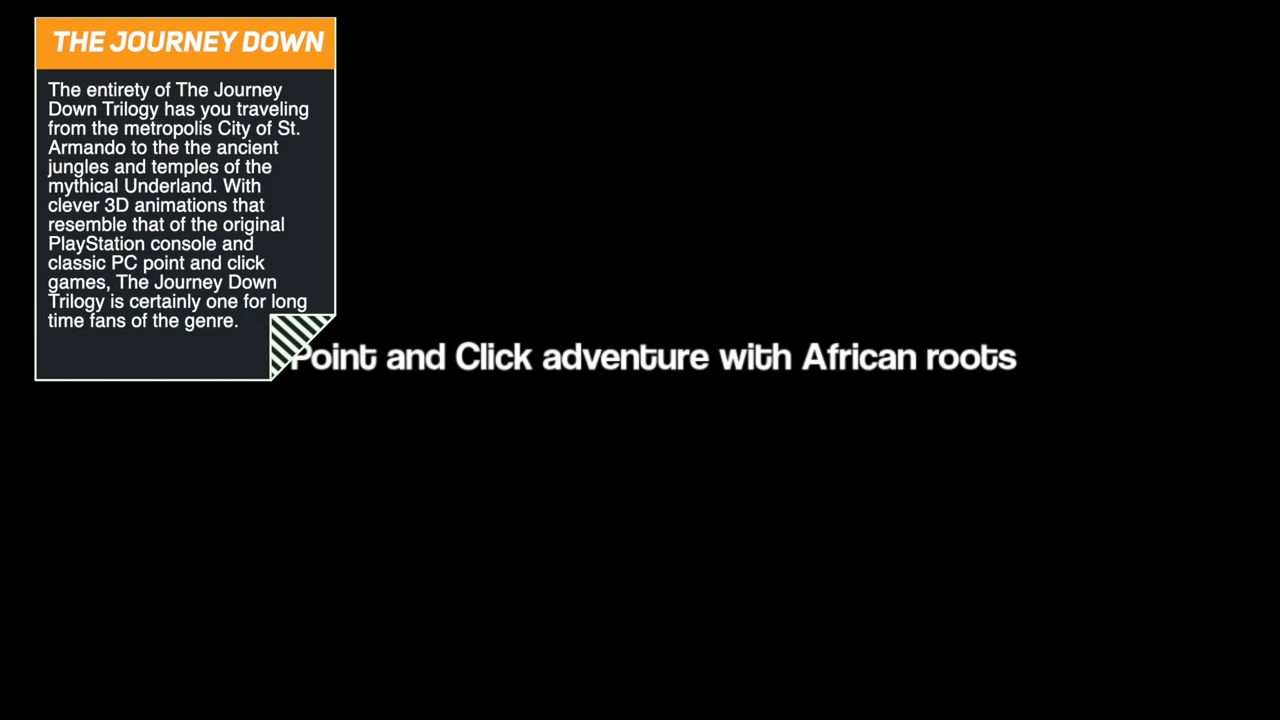 THE JOURNEY DOWN
The entirety of The Journey
Down Trilogy has you traveling
from the metropolis City of St.
Armando to the the ancient
jungles and temples of the
mythical Underland. With
clever 3D animations that
resemble that of the original
PlayStation console and
classic PC point and click
games, The Journey Down
Trilogy is certainly one for long
time fans of the genre.
Point and Click adventure with African roots